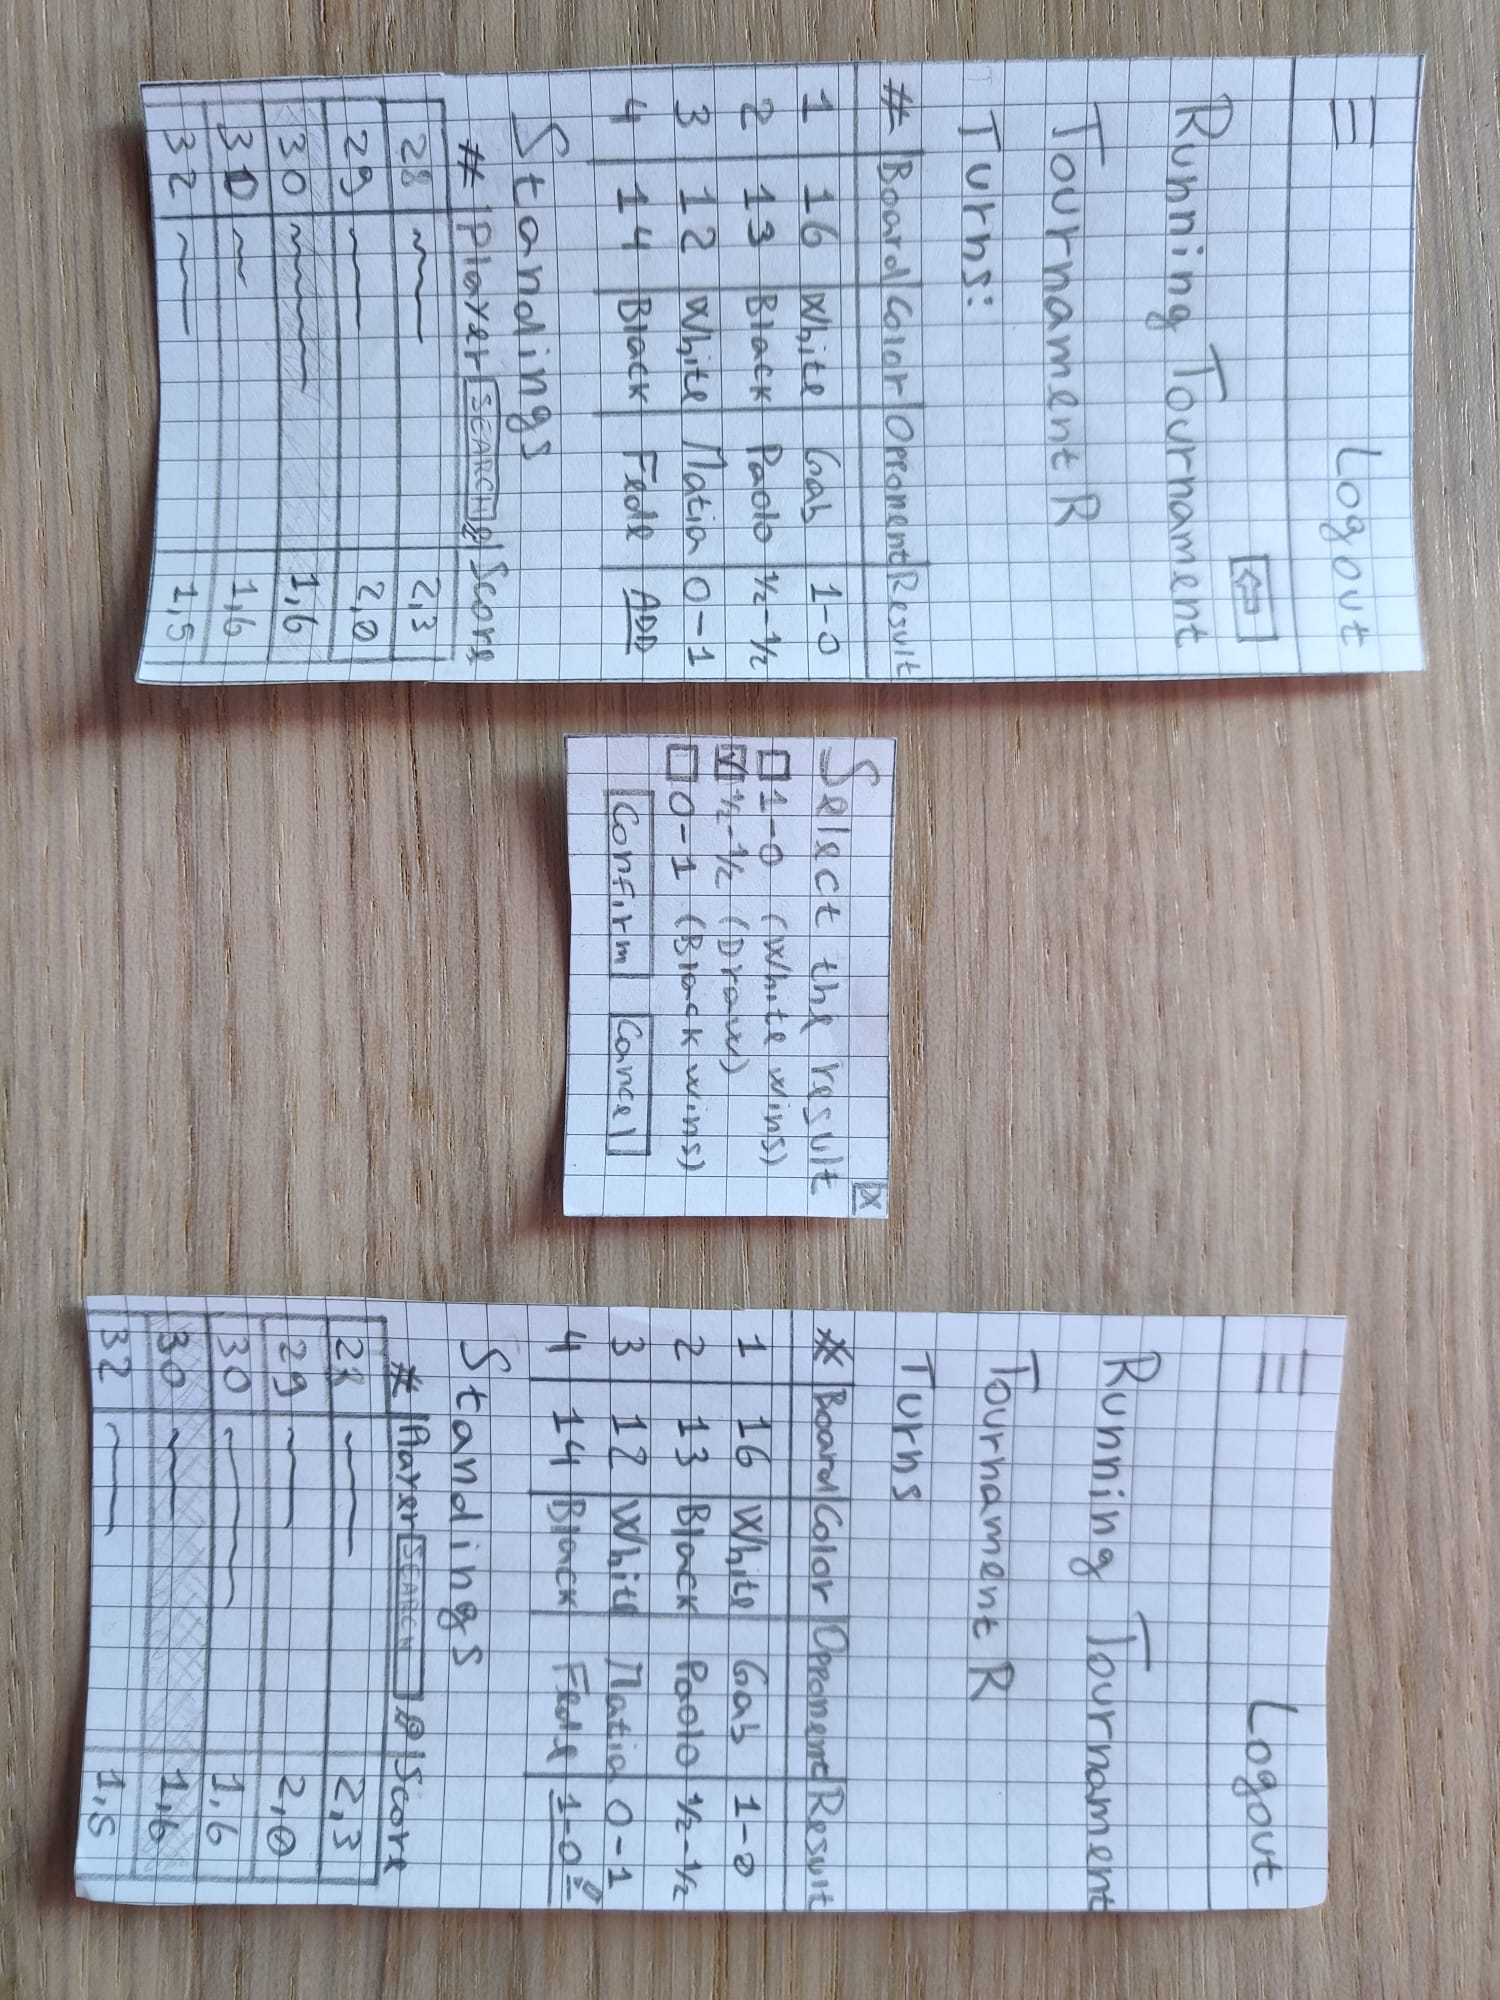 Logout
Running Tournament
Tournament R
Turns:
# Board Color Opponent Result
1 16 White Gab 1-0
2 13 Black Paolo ½-½
3 12 White Matia 0-1
4 14 Black Fede ADD
Standings
# Player SEARCH Score
28 2,3
29 2,0
30 1,6
30 1,6
32 1,5
X
Select the result
1-0 (White wins)
½-½ (Draw)
0-1 (Black wins)
Confirm Cancel
Logout
Running Tournament
Tournament R
Turns
# Board Color Opponent Result
1 16 White Gab 1-0
2 13 Black Paolo ½-½
3 12 White Matia 0-1
4 14 Black Fede 1-0
Standings
# Player SEARCH Score
28 2,3
29 2,0
30 1,6
30 1,6
32 1,5